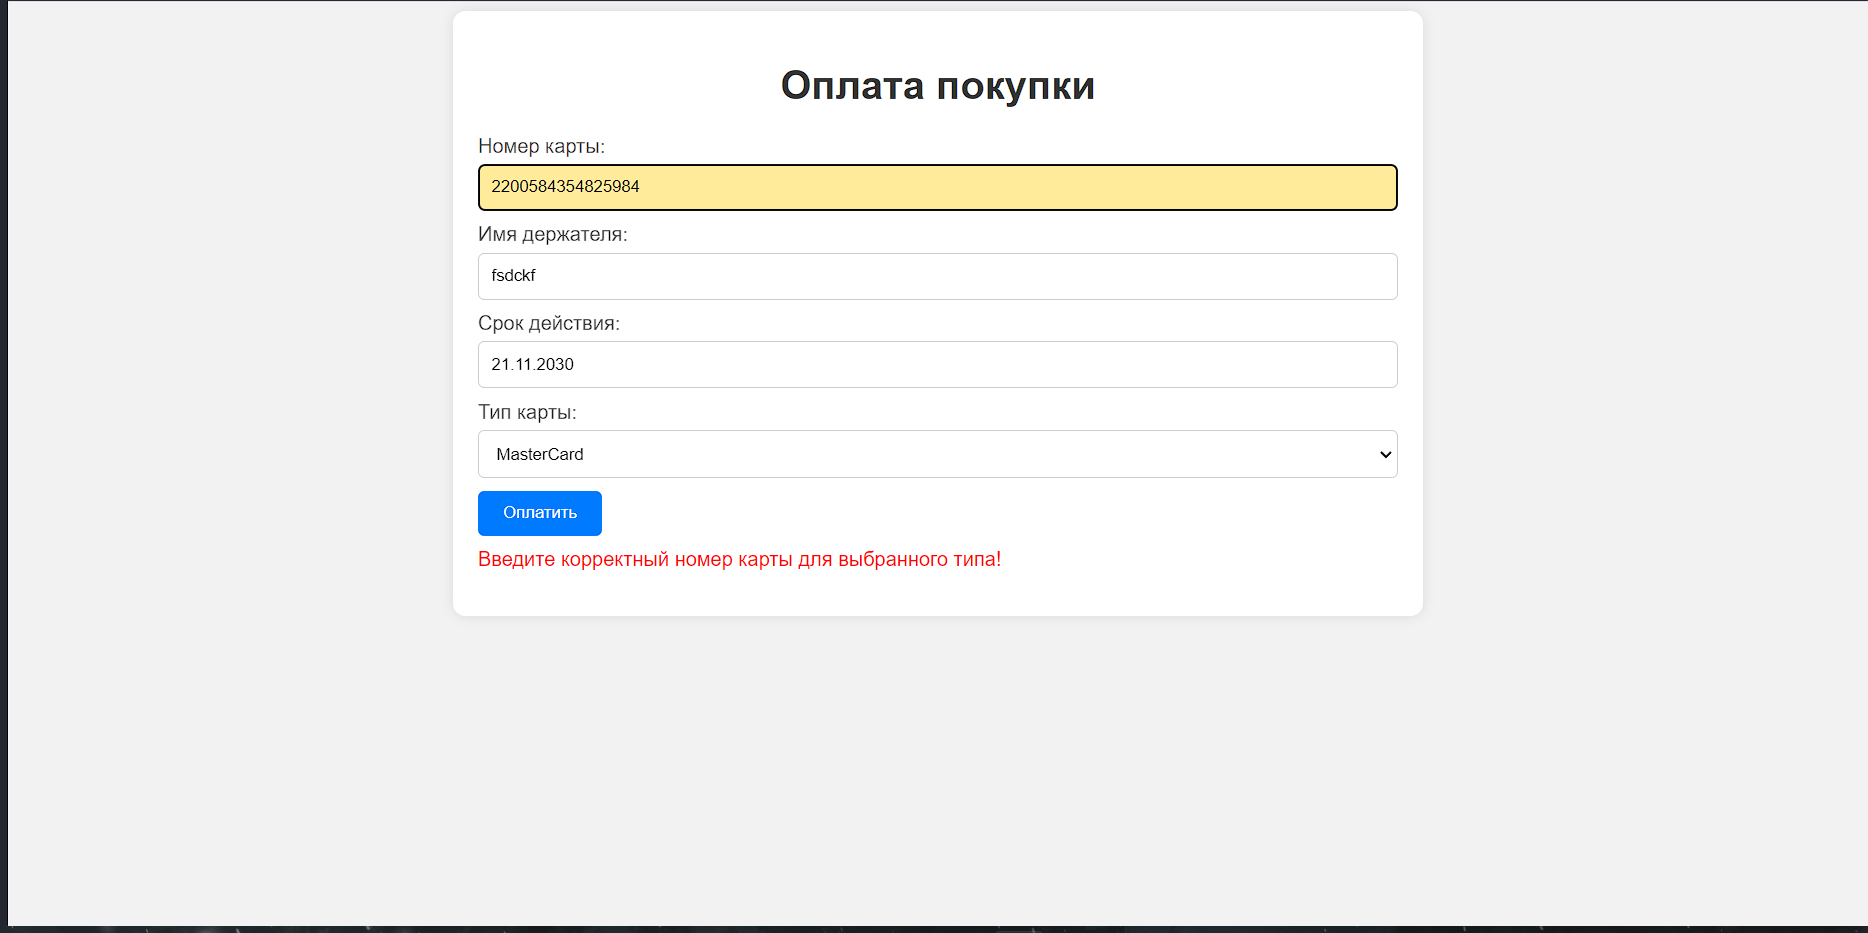 Оплата покупки
Номер карты:
2200584354825984
Имя держателя:
fsdckf
Срок действия:
21.11.2030
Тип карты:
MasterCard
Оплатить
Введите корректный номер карты для выбранного типа!